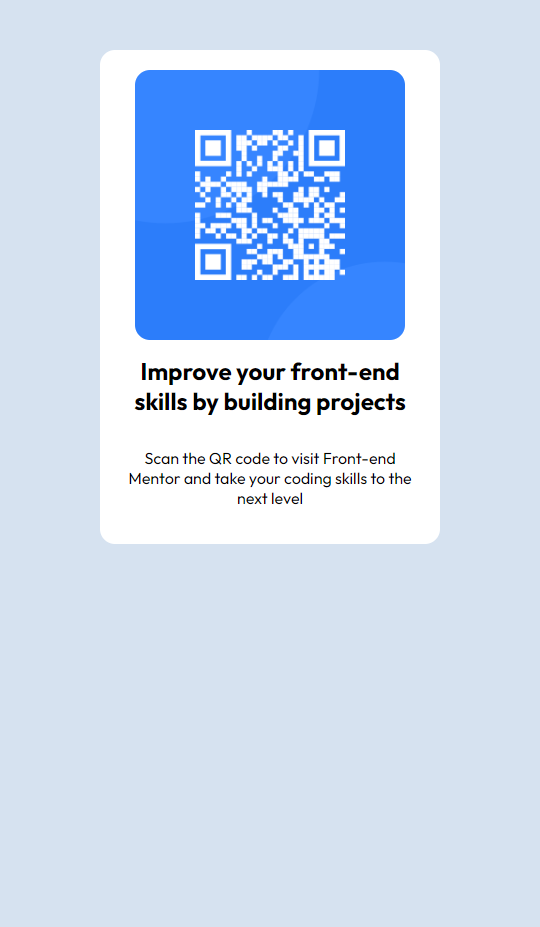 Improve your front-end
skills by building projects
Scan the QR code to visit Front-end
Mentor and take your coding skills to the
next level